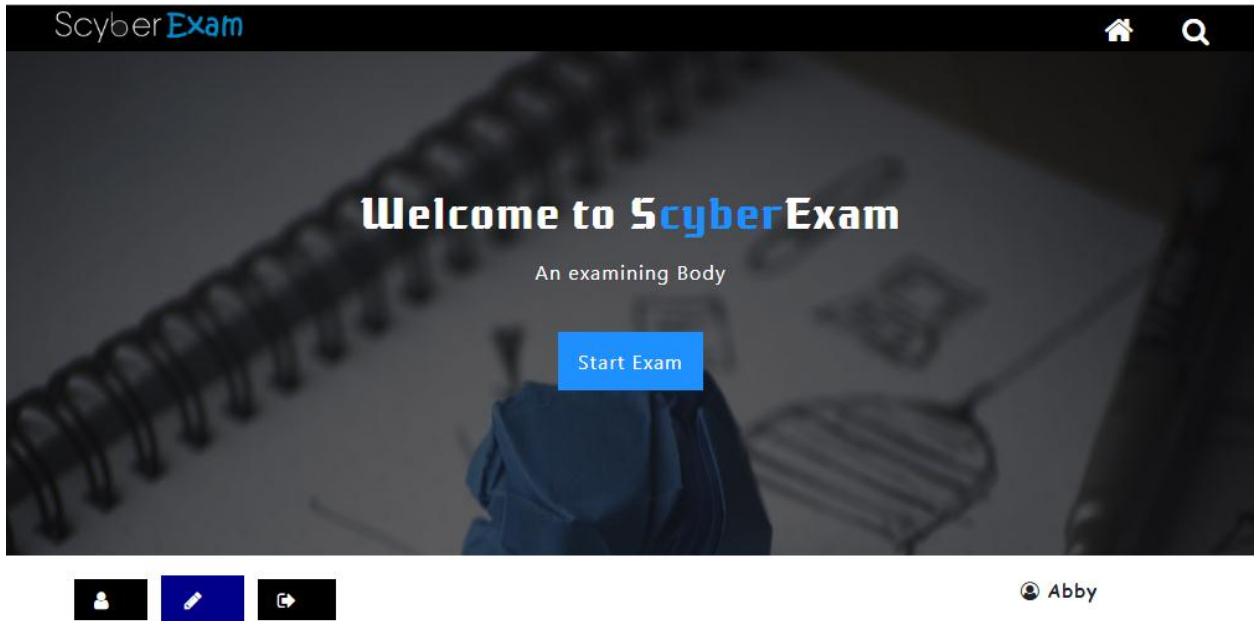 ScyberExam
Welcome to ScyberExam
An examining Body
Start Exam
Abby